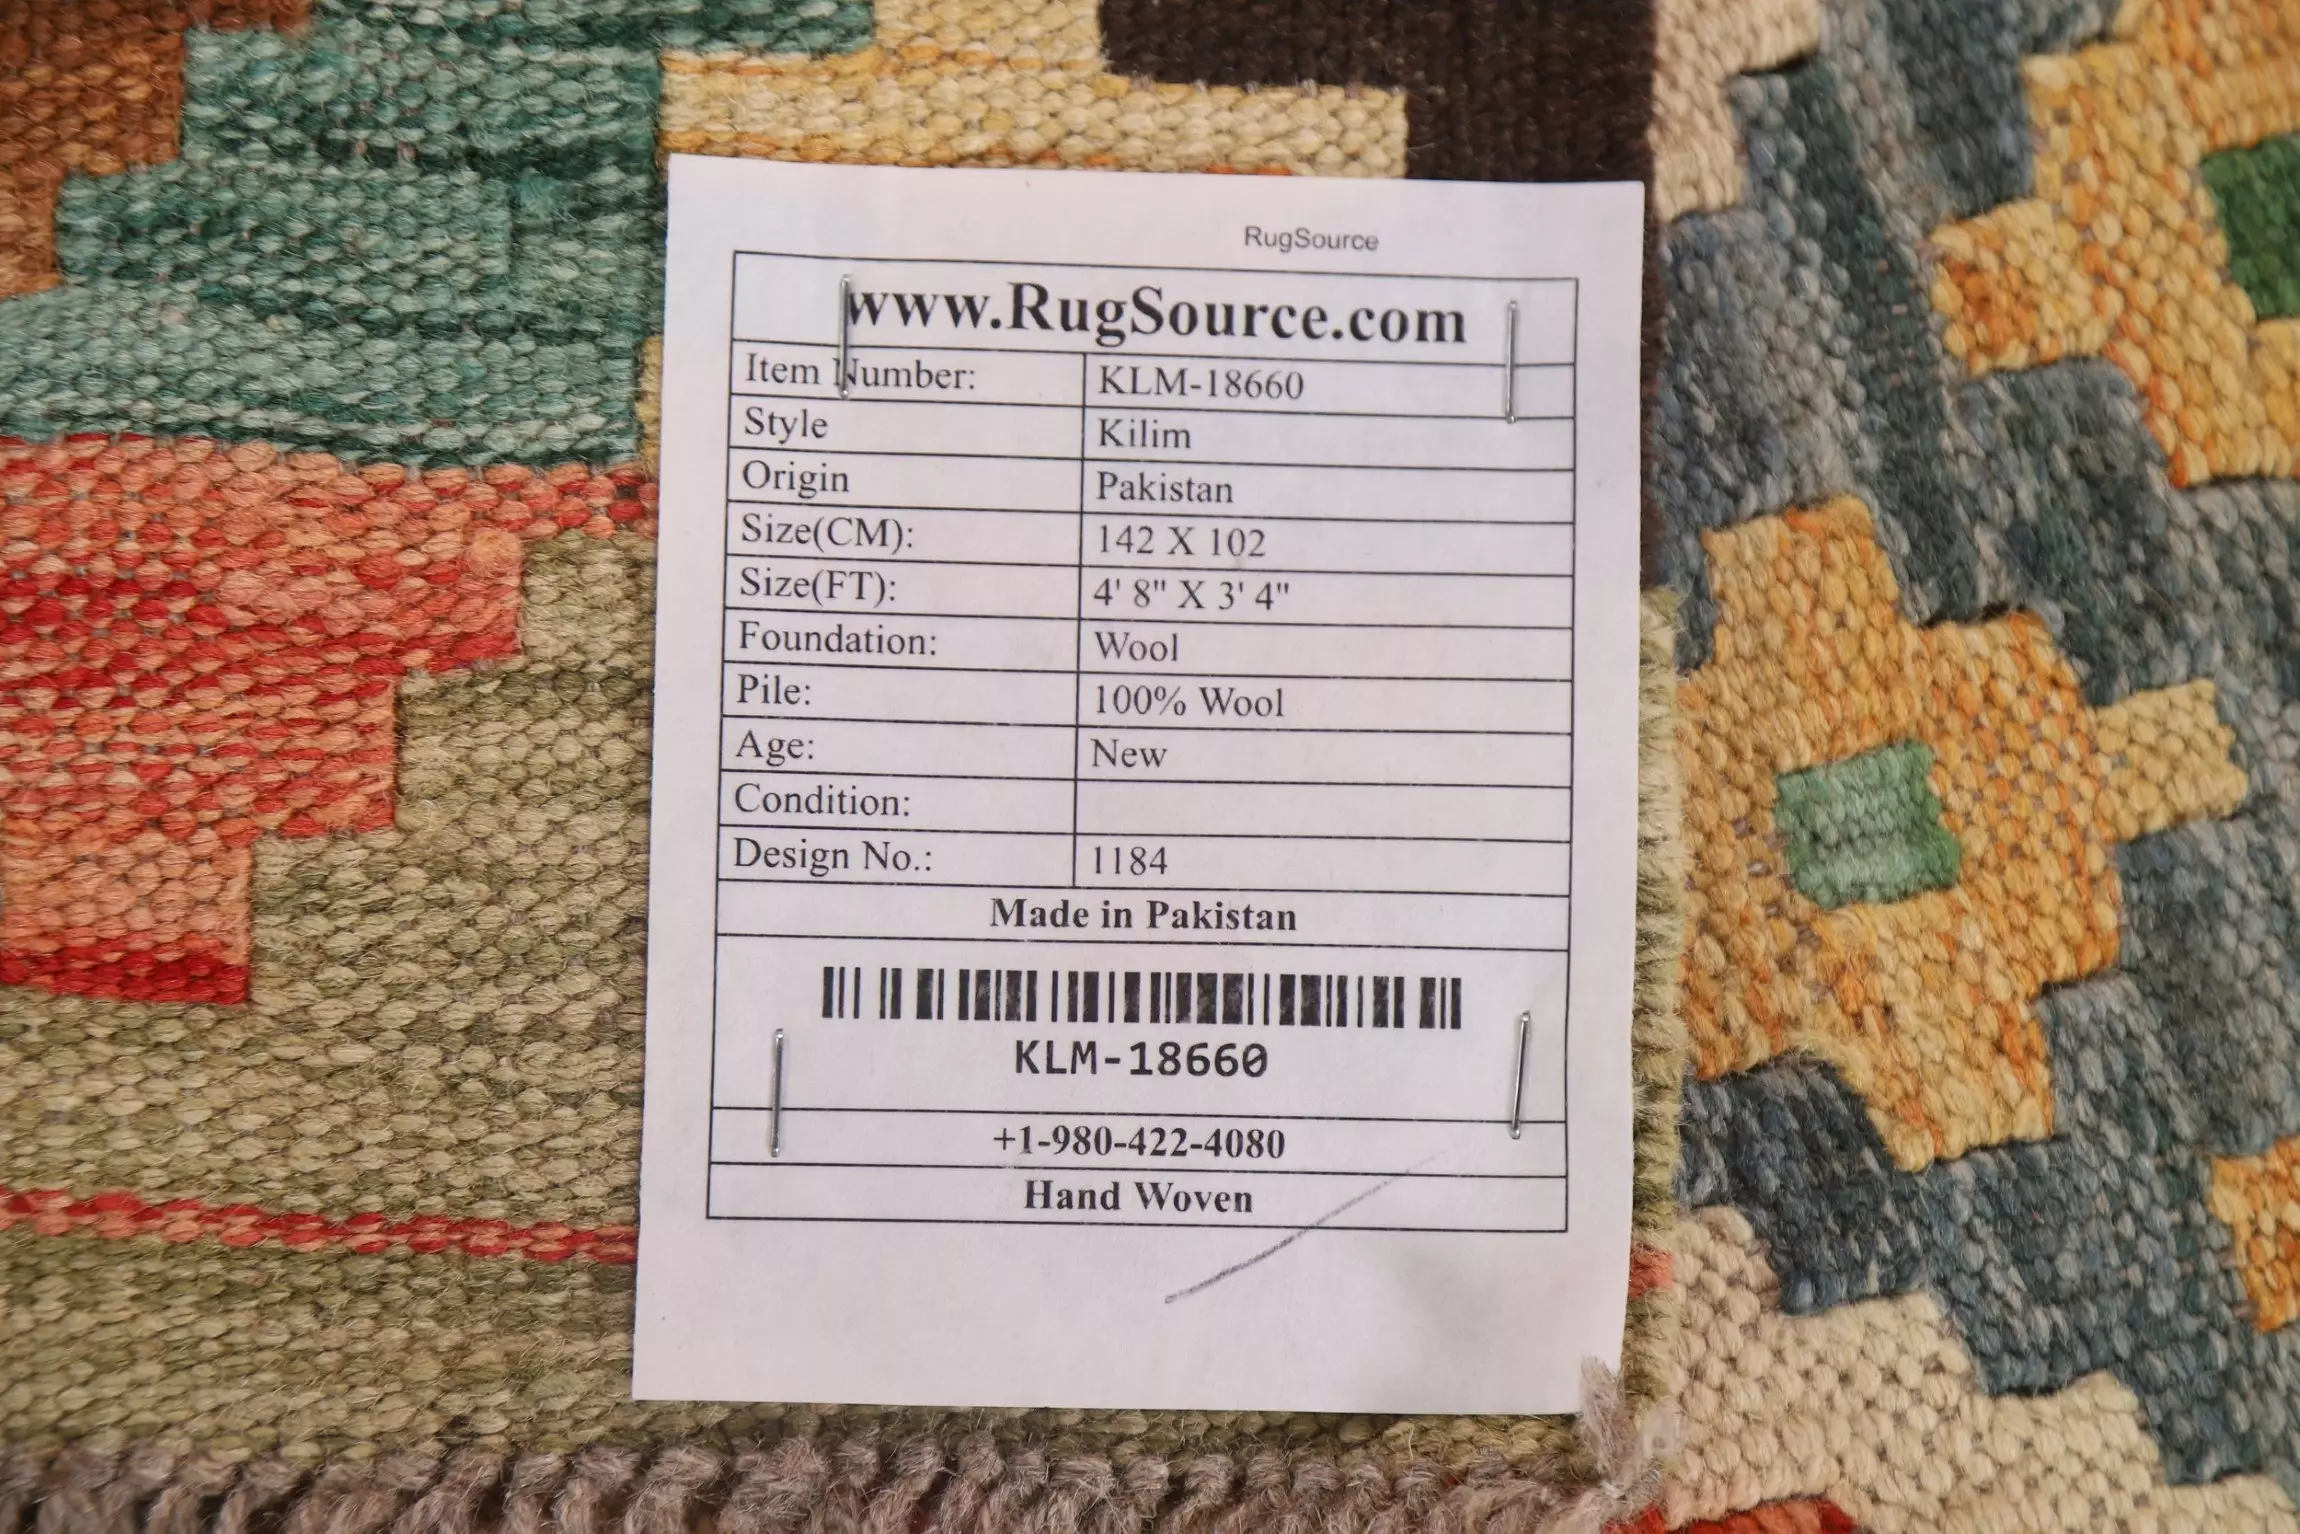 RugSource
www.RugSource.com
Item Number: KLM-18660
Style Kilim
Origin Pakistan
Size(CM): 142 X 102
Size(FT): 4' 8" X 3' 4"
Foundation: Wool
Pile: 100% Wool
Age: New
Condition:
Design No.: 1184
Made in Pakistan
KLM-18660
+1-980-422-4080
Hand Woven